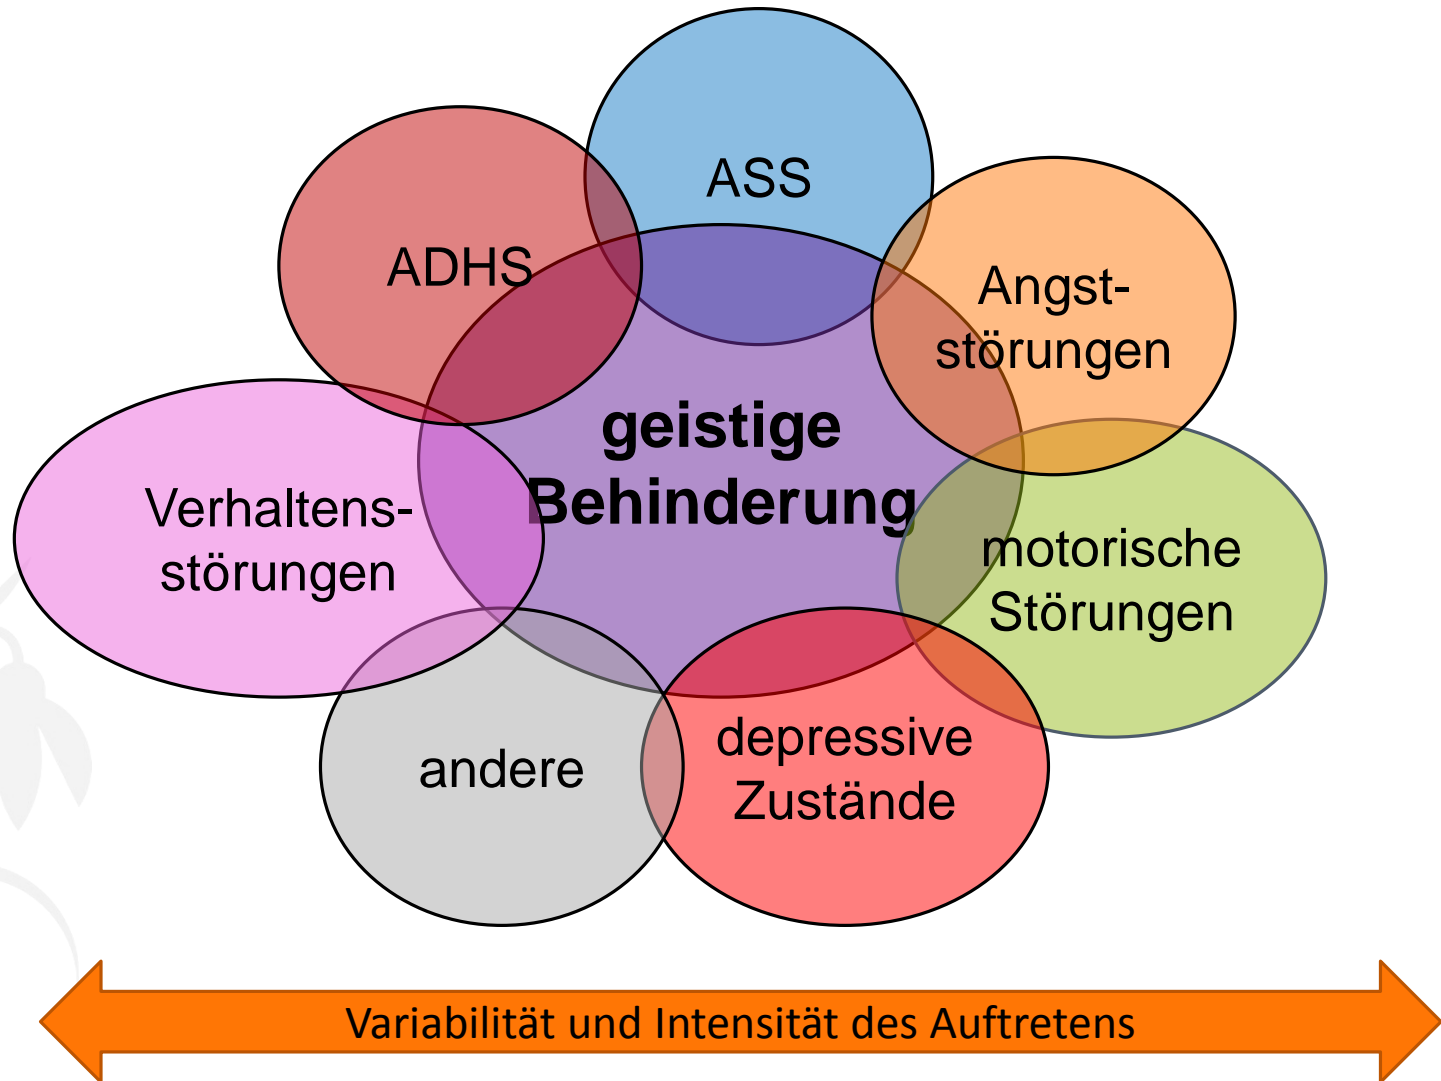 ASS
ADHS
Angst-
störungen
geistige
Behinderung
Verhaltens-
störungen
motorische
Störungen
andere
depressive
Zustände
Variabilität und Intensität des Auftretens